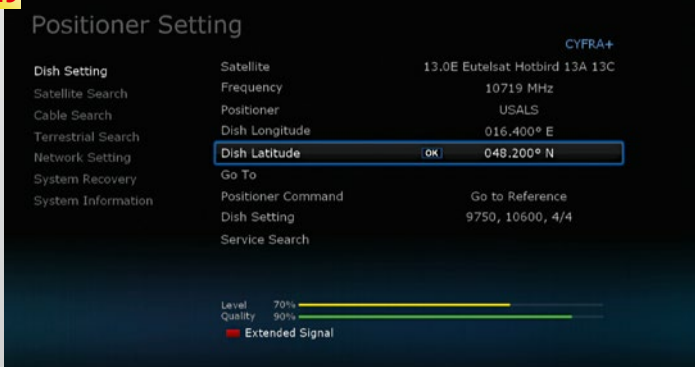 Positioner Setting
CYFRA+
Dish Setting
Satellite Search
Cable Search
Terrestrial Search
Network Setting
System Recovery
System Information
Satellite 13.0E Eutelsat Hotbird 13A 13C
Frequency 10719 MHz
Positioner USALS
Dish Longitude 016.400º E
Dish Latitude OK 048.200º N
Go To
Positioner Command Go to Reference
Dish Setting 9750, 10600, 4/4
Service Search
Level 70%
Quality 90%
Extended Signal